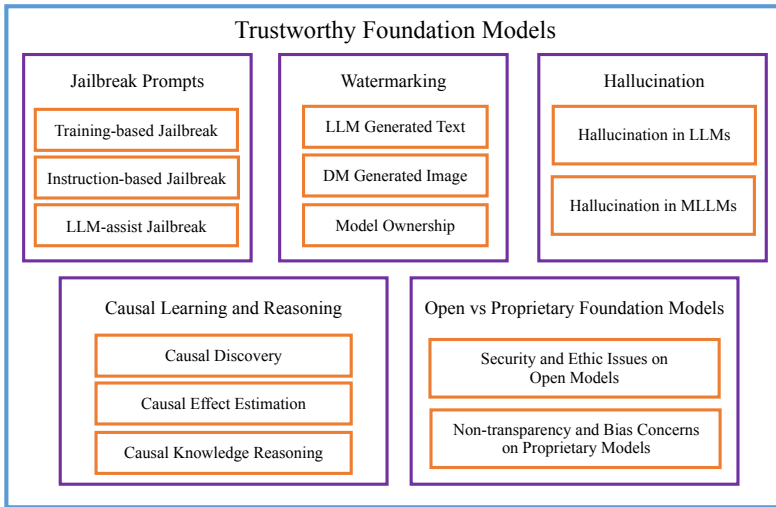 Trustworthy Foundation Models
Jailbreak Prompts
Training-based Jailbreak
Instruction-based Jailbreak
LLM-assist Jailbreak
Watermarking
LLM Generated Text
DM Generated Image
Model Ownership
Hallucination
Hallucination in LLMs
Hallucination in MLLMs
Causal Learning and Reasoning
Causal Discovery
Causal Effect Estimation
Causal Knowledge Reasoning
Open vs Proprietary Foundation Models
Security and Ethic Issues on
Open Models
Non-transparency and Bias Concerns
on Proprietary Models